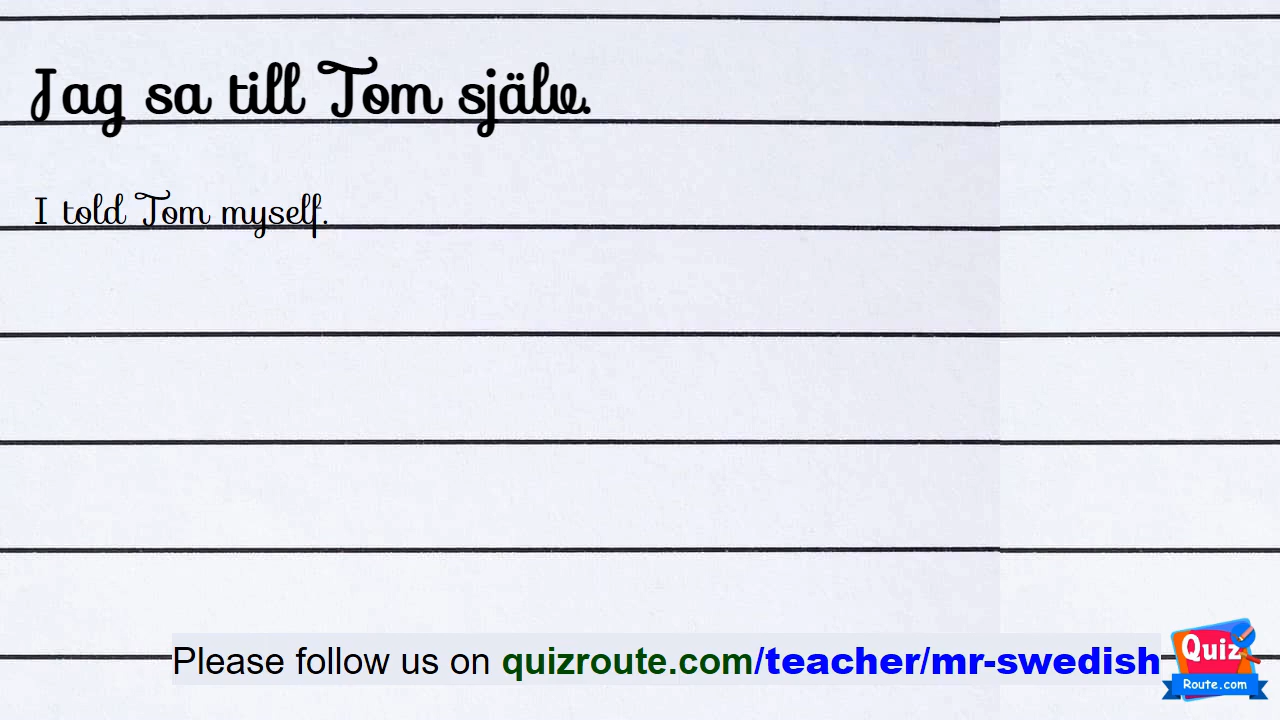 Jag sa till Tom själv.
I told Tom myself.
Please follow us on quizroute.com/teacher/mr-swedish
Quiz
Route.com